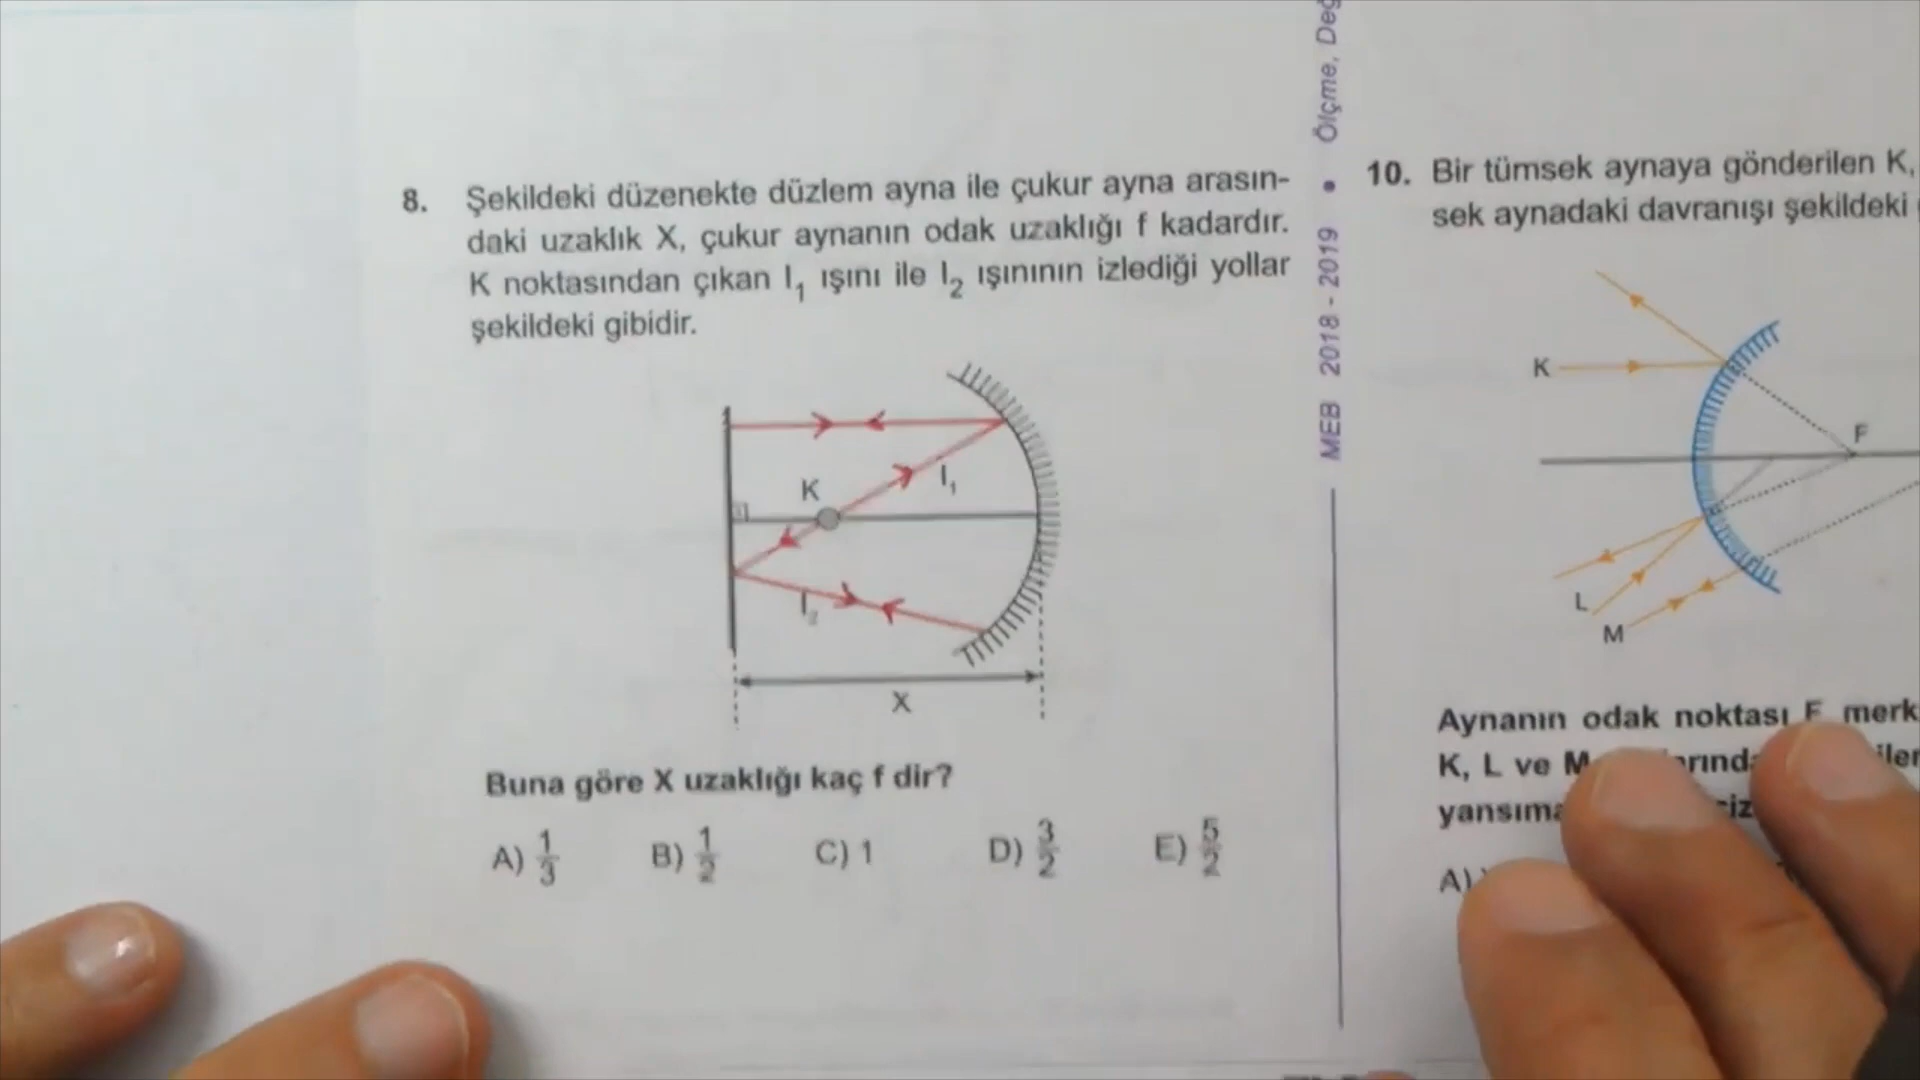 8. Şekildeki düzenekte düzlem ayna ile çukur ayna arasın-
daki uzaklık X, çukur aynanın odak uzaklığı f kadardır.
K noktasından çıkan I₁ ışını ile I₂ ışınının izlediği yollar
şekildeki gibidir.
K
I₁
I₂
X
Buna göre X uzaklığı kaç f dir?
A) 1/3 B) 1/2 C) 1 D) 3/2 E) 5/2
MEB 2018 - 2019 • Ölçme,
10. Bir tümsek aynaya gönderilen K,
sek aynadaki davranışı şekildeki
K
F
L
M
Aynanın odak noktası F
K, L ve M
A)